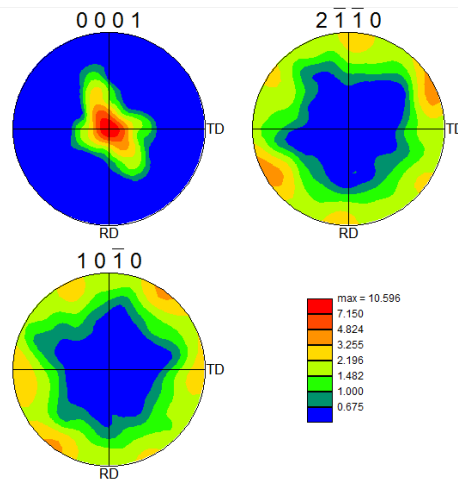 0 0 0 1
2 1̅ 1̅ 0
TD
TD
RD
RD
1 0 1̅ 0
TD
RD
max = 10.596
7.150
4.824
3.255
2.196
1.482
1.000
0.675